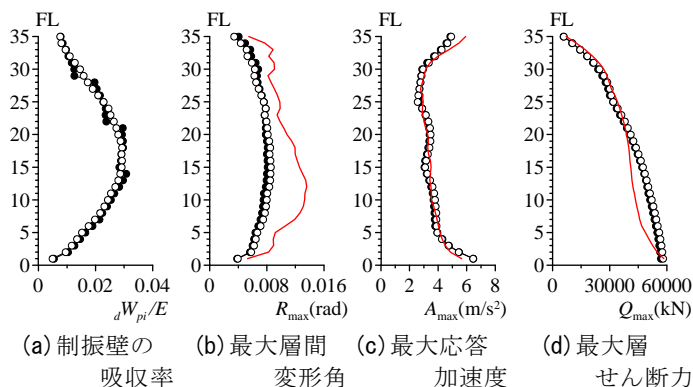 FL FL FL FL
35 35 35 35
30 30 30 30
25 25 25 25
20 20 20 20
15 15 15 15
10 10 10 10
5 5 5 5
0 0 0 0
0 0.02 0.04 0 0.008 0.016 0 2 4 6 8 0 30000 60000
dWpi/E Rmax(rad) Amax(m/s²) Qmax(kN)
(a)制振壁の (b)最大層間 (c)最大応答 (d)最大層
吸収率 変形角 加速度 せん断力